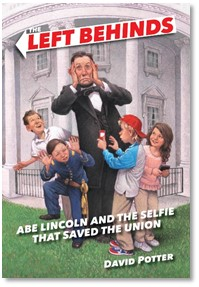 THE
LEFT BEHINDS
ABE LINCOLN AND THE SELFIE
THAT SAVED THE UNION
DAVID POTTER